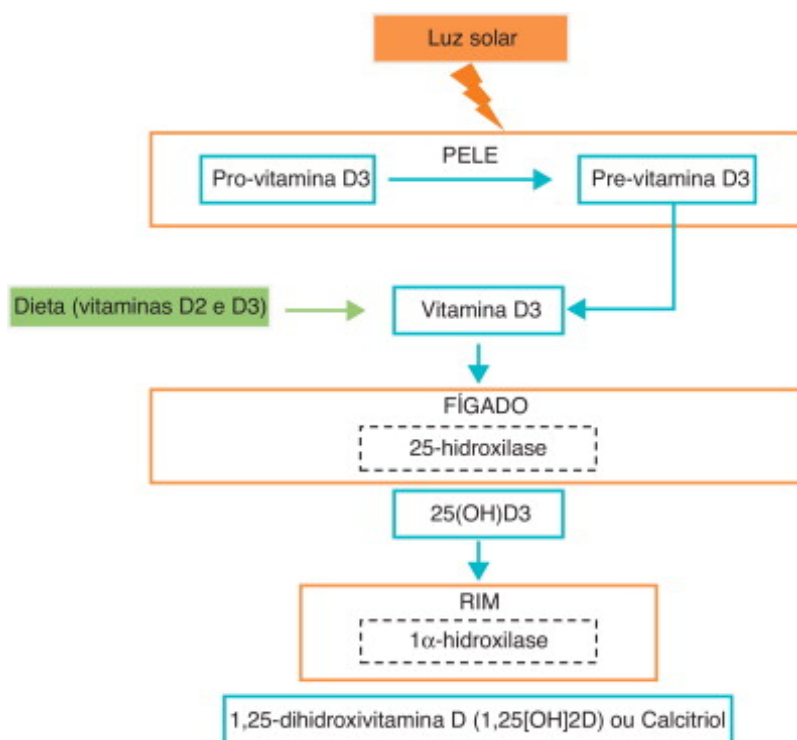 Luz solar
PELE
Pro-vitamina D3
Pre-vitamina D3
Dieta (vitaminas D2 e D3)
Vitamina D3
FÍGADO
25-hidroxilase
25(OH)D3
RIM
1α-hidroxilase
1,25-dihidroxivitamina D (1,25[OH]2D) ou Calcitriol